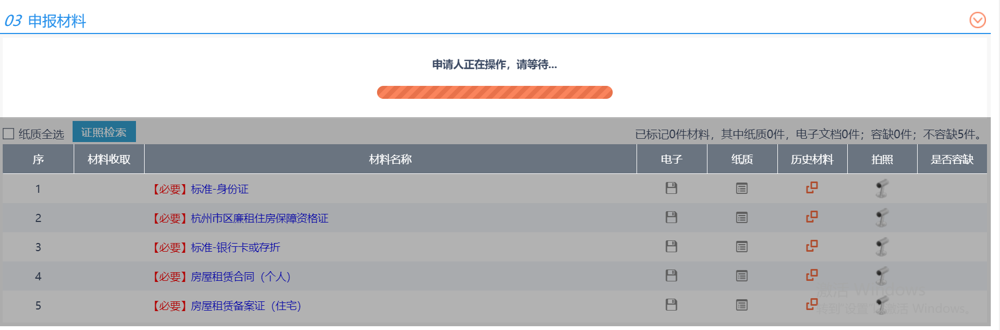 03 申报材料
申请人正在操作，请等待...
纸质全选 证照检索 已标记0件材料，其中纸质0件，电子文档0件；容缺0件；不容缺5件。
序 材料收取 材料名称 电子 纸质 历史材料 拍照 是否容缺
1 【必要】标准-身份证
2 【必要】杭州市区廉租住房保障资格证
3 【必要】标准-银行卡或存折
4 【必要】房屋租赁合同（个人）
5 【必要】房屋租赁备案证（住宅）
激活 Windows
转到"设置"以激活 Windows。